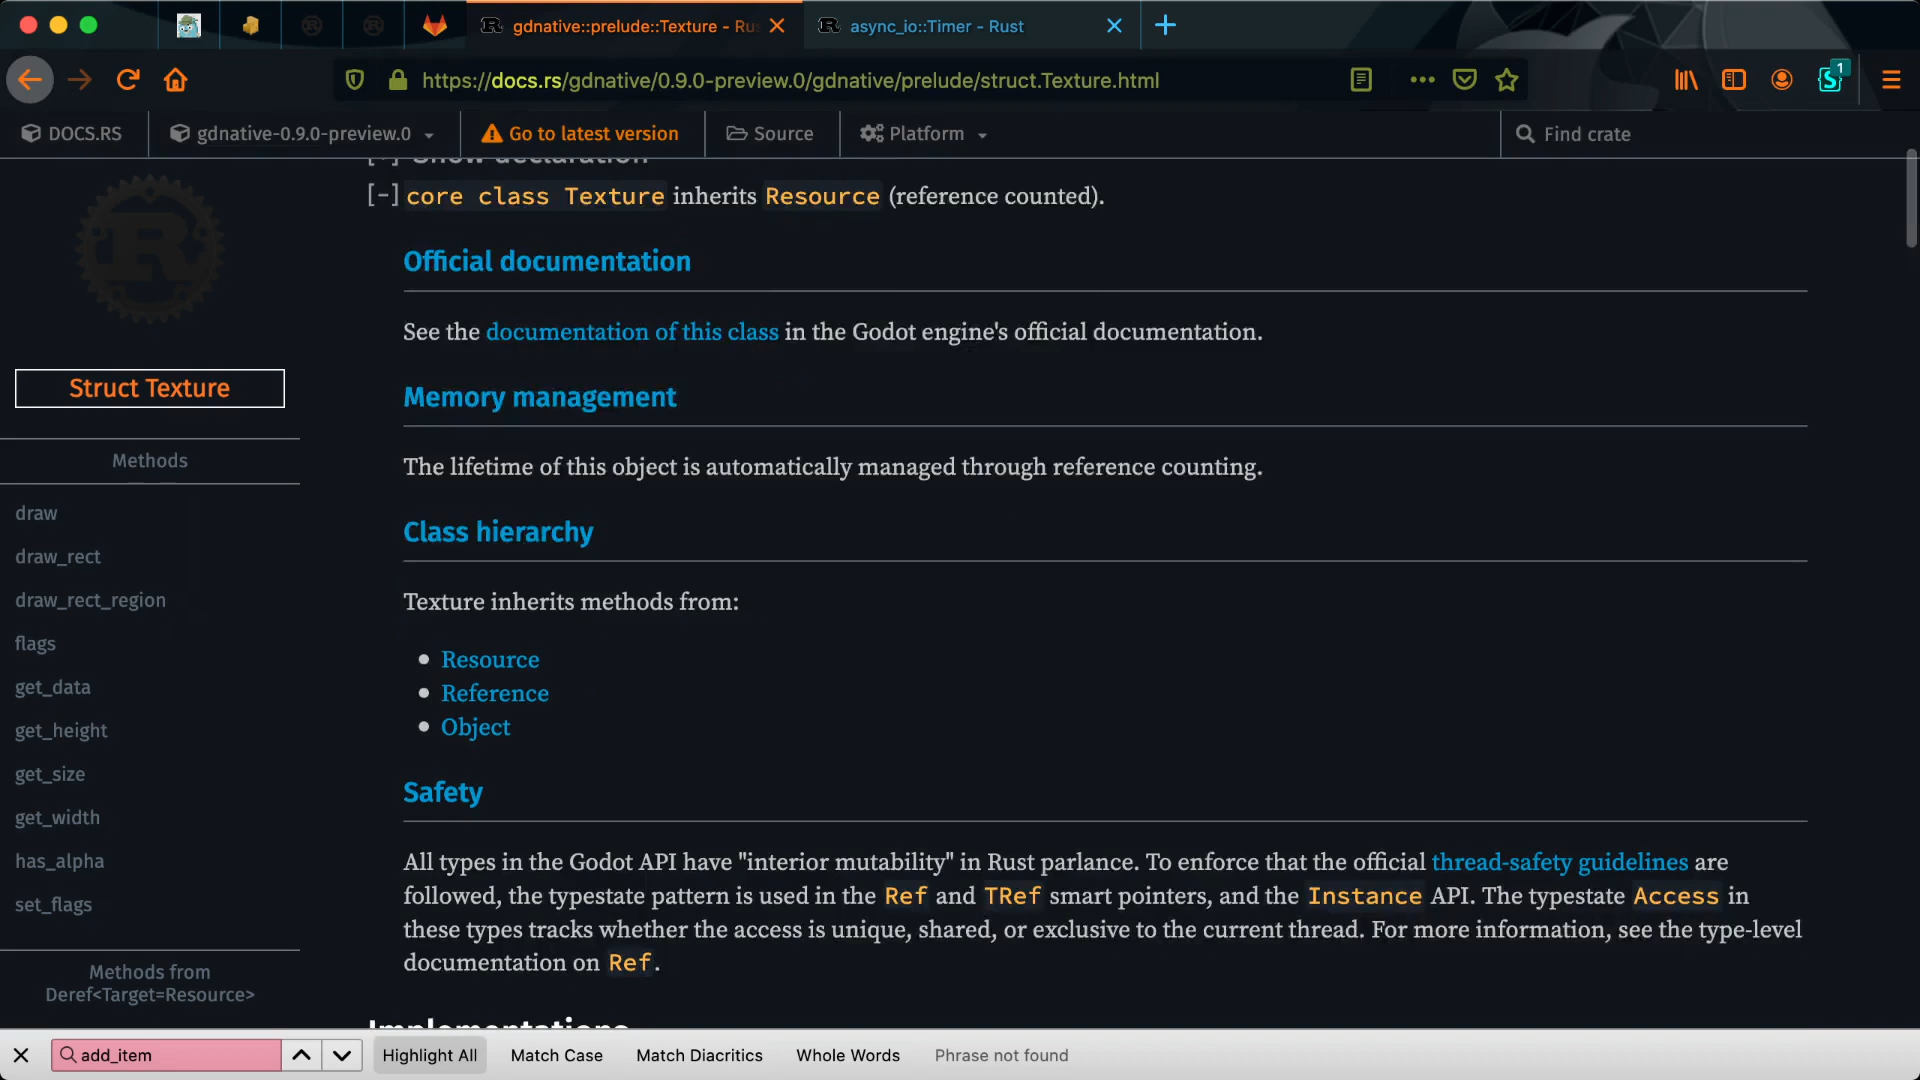 gdnative::prelude::Texture - Rus
async_io::Timer - Rust
https://docs.rs/gdnative/0.9.0-preview.0/gdnative/prelude/struct.Texture.html
1
DOCS.RS
gdnative-0.9.0-preview.0
Go to latest version
Source
Platform
Find crate
Show declaration
[-] core class Texture inherits Resource (reference counted).
Official documentation
See the documentation of this class in the Godot engine's official documentation.
Memory management
The lifetime of this object is automatically managed through reference counting.
Class hierarchy
Texture inherits methods from:
• Resource
• Reference
• Object
Safety
All types in the Godot API have "interior mutability" in Rust parlance. To enforce that the official thread-safety guidelines are
followed, the typestate pattern is used in the Ref and TRef smart pointers, and the Instance API. The typestate Access in
these types tracks whether the access is unique, shared, or exclusive to the current thread. For more information, see the type-level
documentation on Ref.
Implementations
Struct Texture
Methods
draw
draw_rect
draw_rect_region
flags
get_data
get_height
get_size
get_width
has_alpha
set_flags
Methods from
Deref<Target=Resource>
add_item
Highlight All
Match Case
Match Diacritics
Whole Words
Phrase not found